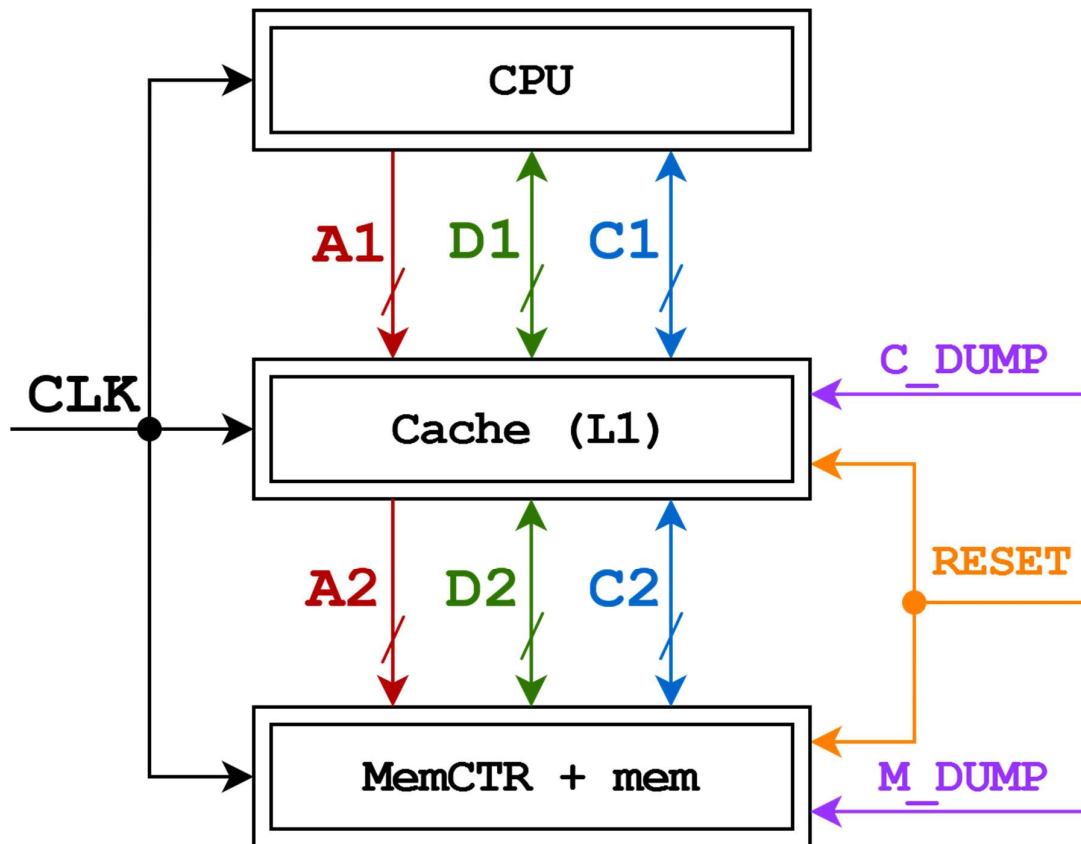 CPU
A1
D1
C1
C_DUMP
CLK
Cache (L1)
RESET
A2
D2
C2
MemCTR + mem
M_DUMP